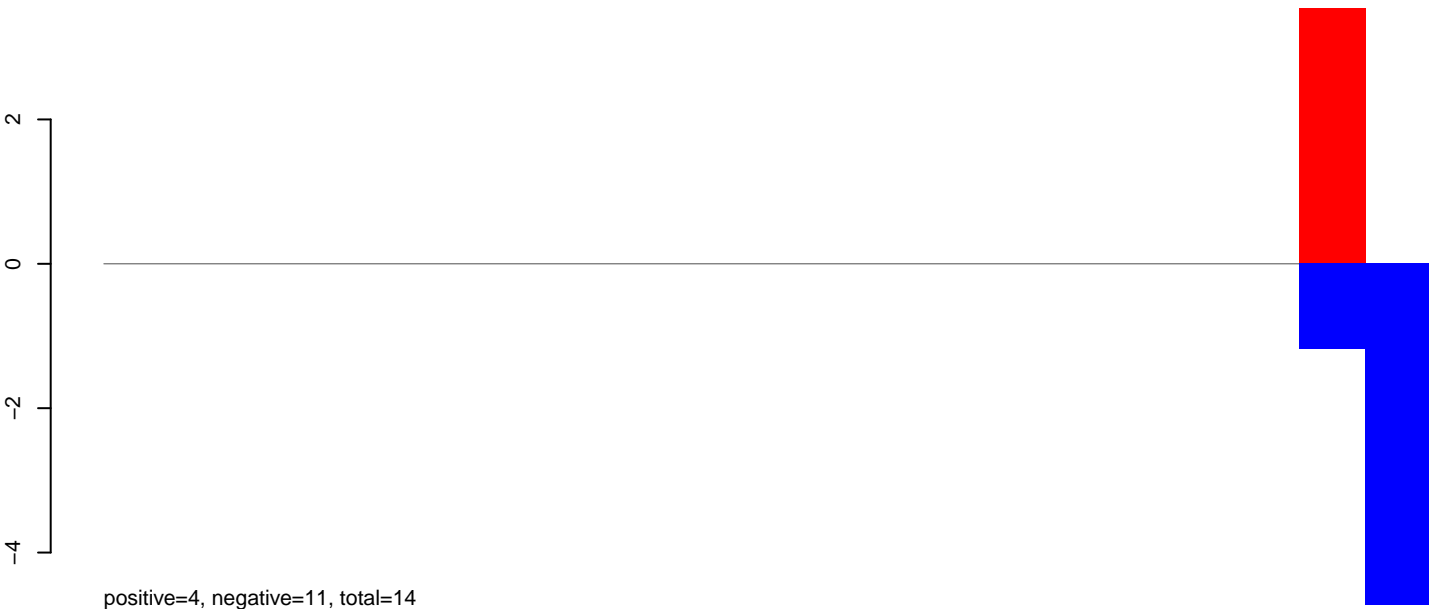 2
0
−2
−4
positive=4, negative=11, total=14